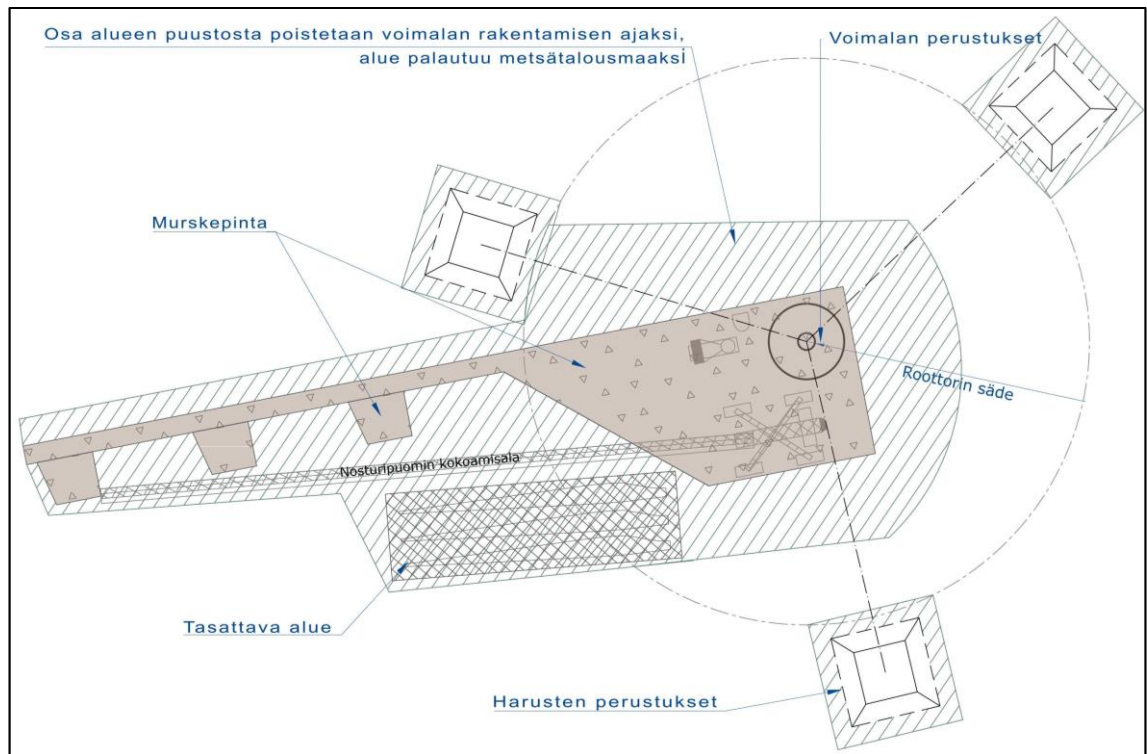 Osa alueen puustosta poistetaan voimalan rakentamisen ajaksi,
alue palautuu metsätalousmaaksi
Voimalan perustukset
Murskepinta
Roottorin säde
Nosturipuomin kokoamisala
Tasattava alue
Harusten perustukset